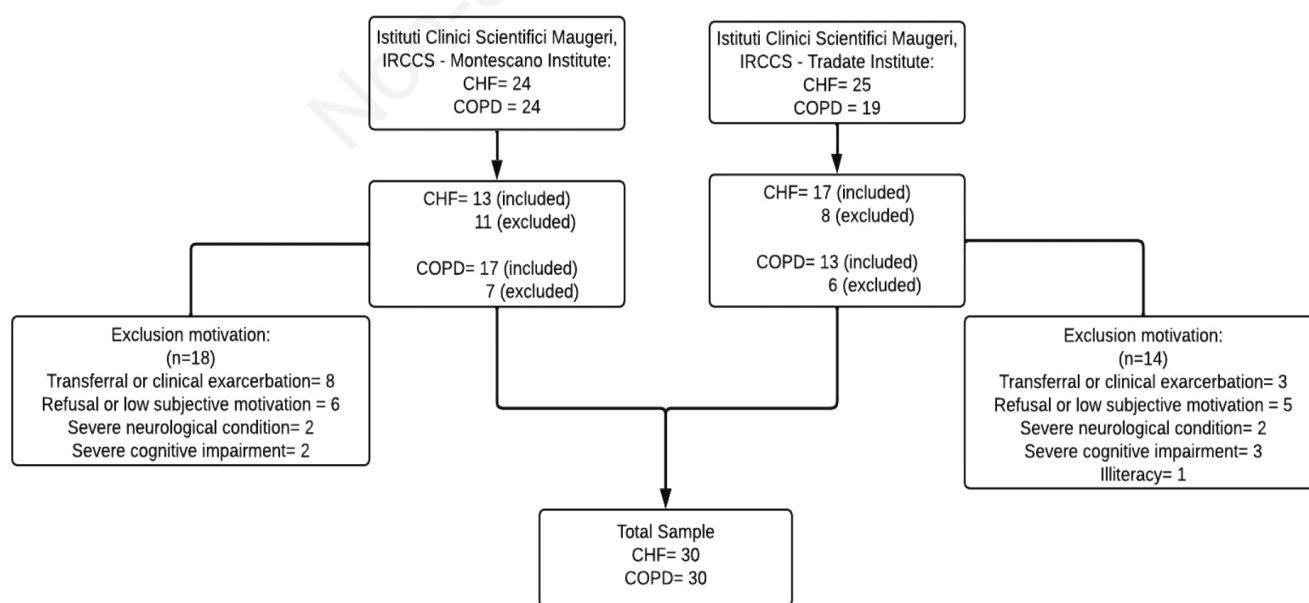 Istituti Clinici Scientifici Maugeri,
IRCCS - Montescano Institute:
CHF= 24
COPD = 24
Istituti Clinici Scientifici Maugeri,
IRCCS - Tradate Institute:
CHF= 25
COPD = 19
CHF= 13 (included)
11 (excluded)
COPD= 17 (included)
7 (excluded)
CHF= 17 (included)
8 (excluded)
COPD= 13 (included)
6 (excluded)
Exclusion motivation:
(n=18)
Transferral or clinical exarcerbation= 8
Refusal or low subjective motivation = 6
Severe neurological condition= 2
Severe cognitive impairment= 2
Exclusion motivation:
(n=14)
Transferral or clinical exarcerbation= 3
Refusal or low subjective motivation = 5
Severe neurological condition= 2
Severe cognitive impairment= 3
Illiteracy= 1
Total Sample
CHF= 30
COPD= 30